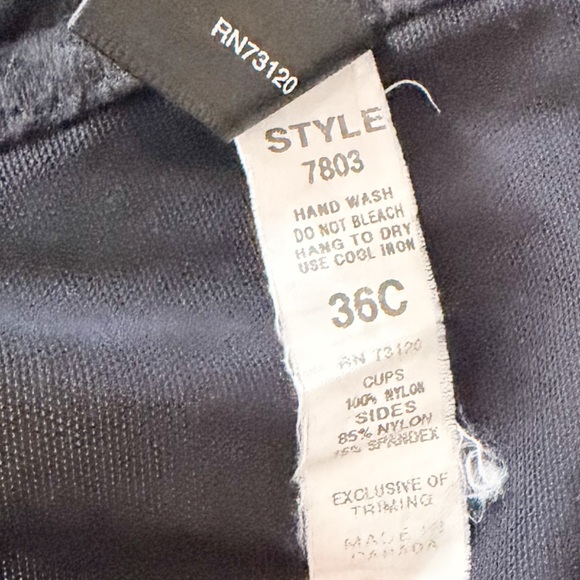 RN73120
STYLE
7803
HAND WASH
DO NOT BLEACH
HANG TO DRY
USE COOL IRON
36C
RN 73120
CUPS
100% NYLON
SIDES
85% NYLON
15% SPANDEX
EXCLUSIVE OF
TRIMING
MADE IN
CANADA